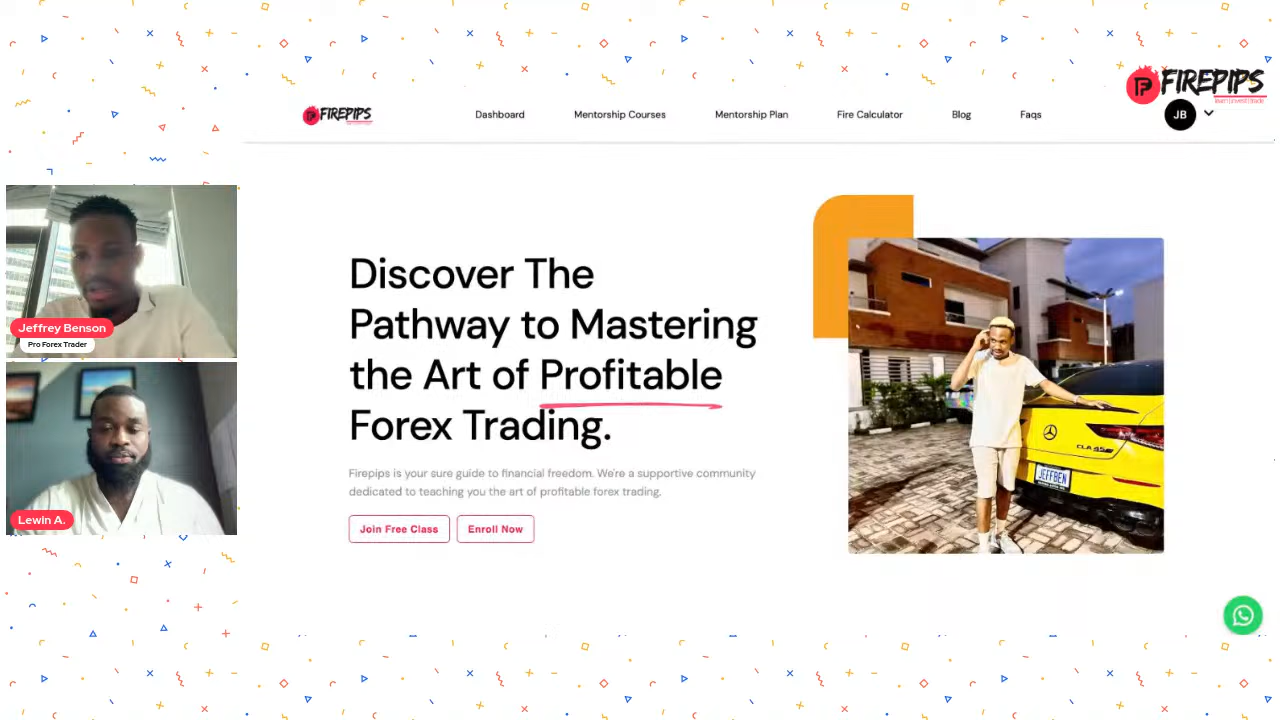 FIREPIPS
FIREPIPS
Dashboard
Mentorship Courses
Mentorship Plan
Fire Calculator
Blog
Faqs
JB
Discover The
Pathway to Mastering
the Art of Profitable
Forex Trading.
Firepips is your sure guide to financial freedom. We're a supportive community
dedicated to teaching you the art of profitable forex trading.
Join Free Class
Enroll Now
CLA 45
JEFFBEN
Jeffrey Benson
Pro Forex Trader
Lewin A.